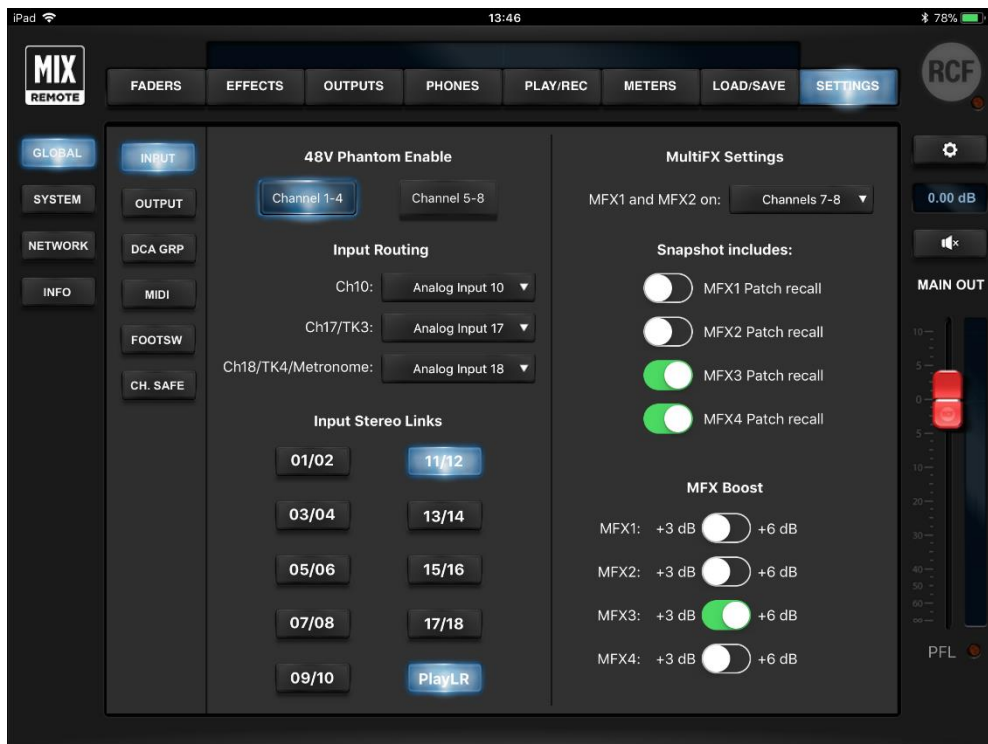 iPad 13:46 78%
MIX
REMOTE
FADERS EFFECTS OUTPUTS PHONES PLAY/REC METERS LOAD/SAVE SETTINGS
RCF
GLOBAL
SYSTEM
NETWORK
INFO
INPUT
OUTPUT
DCA GRP
MIDI
FOOTSW
CH. SAFE
48V Phantom Enable
Channel 1-4 Channel 5-8
Input Routing
Ch10: Analog Input 10 ▼
Ch17/TK3: Analog Input 17 ▼
Ch18/TK4/Metronome: Analog Input 18 ▼
Input Stereo Links
01/02 11/12
03/04 13/14
05/06 15/16
07/08 17/18
09/10 PlayLR
MultiFX Settings
MFX1 and MFX2 on: Channels 7-8 ▼
Snapshot includes:
MFX1 Patch recall
MFX2 Patch recall
MFX3 Patch recall
MFX4 Patch recall
MFX Boost
MFX1: +3 dB +6 dB
MFX2: +3 dB +6 dB
MFX3: +3 dB +6 dB
MFX4: +3 dB +6 dB
0.00 dB
MAIN OUT
10
5
0
5
10
20
30
40
50
60
∞
PFL